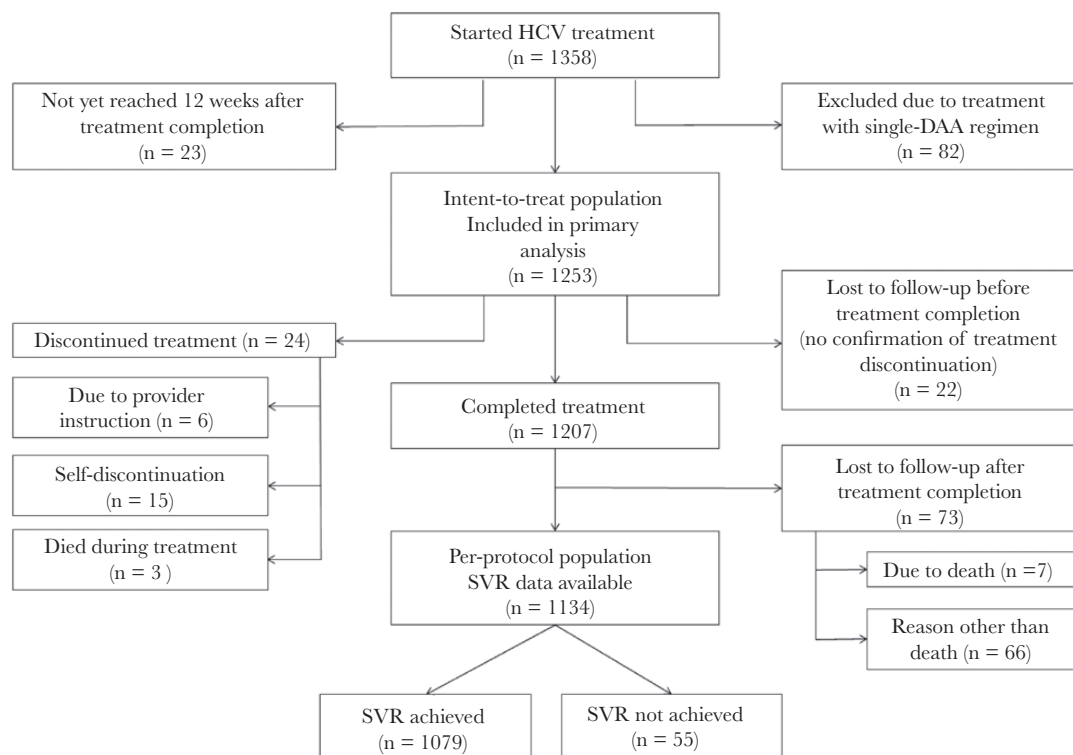 Started HCV treatment
(n = 1358)
Not yet reached 12 weeks after
treatment completion
(n = 23)
Excluded due to treatment
with single-DAA regimen
(n = 82)
Intent-to-treat population
Included in primary
analysis
(n = 1253)
Lost to follow-up before
treatment completion
(no confirmation of treatment
discontinuation)
(n = 22)
Discontinued treatment (n = 24)
Due to provider
instruction (n = 6)
Self-discontinuation
(n = 15)
Died during treatment
(n = 3 )
Completed treatment
(n = 1207)
Lost to follow-up after
treatment completion
(n = 73)
Due to death (n =7)
Reason other than
death (n = 66)
Per-protocol population
SVR data available
(n = 1134)
SVR achieved
(n = 1079)
SVR not achieved
(n = 55)